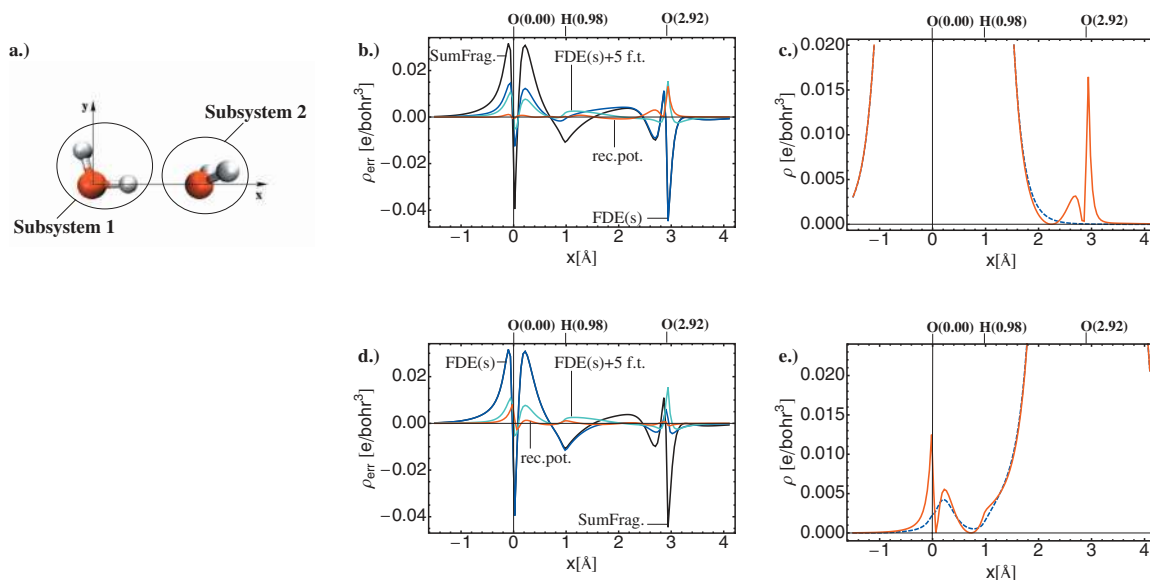 a.)
y
Subsystem 2
x
Subsystem 1
b.)
O(0.00) H(0.98) O(2.92)
SumFrag.
FDE(s)+5 f.t.
rec.pot.
FDE(s)
0.02
0.00
−0.02
−0.04
ρerr [e/bohr³]
−1 0 1 2 3 4
x[Å]
c.)
O(0.00) H(0.98) O(2.92)
0.020
0.015
0.010
0.005
0.000
ρ [e/bohr³]
−1 0 1 2 3 4
x[Å]
d.)
O(0.00) H(0.98) O(2.92)
FDE(s)
FDE(s)+5 f.t.
rec.pot.
SumFrag.
0.02
0.00
−0.02
−0.04
ρerr [e/bohr³]
−1 0 1 2 3 4
x[Å]
e.)
O(0.00) H(0.98) O(2.92)
0.020
0.015
0.010
0.005
0.000
ρ [e/bohr³]
−1 0 1 2 3 4
x[Å]